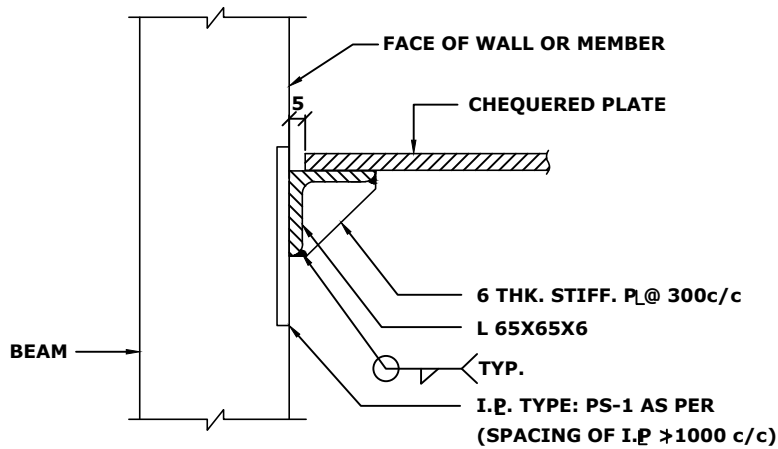 FACE OF WALL OR MEMBER
5
CHEQUERED PLATE
6 THK. STIFF. PL@ 300c/c
L 65X65X6
BEAM
TYP.
I.P. TYPE: PS-1 AS PER
(SPACING OF I.P ≯1000 c/c)